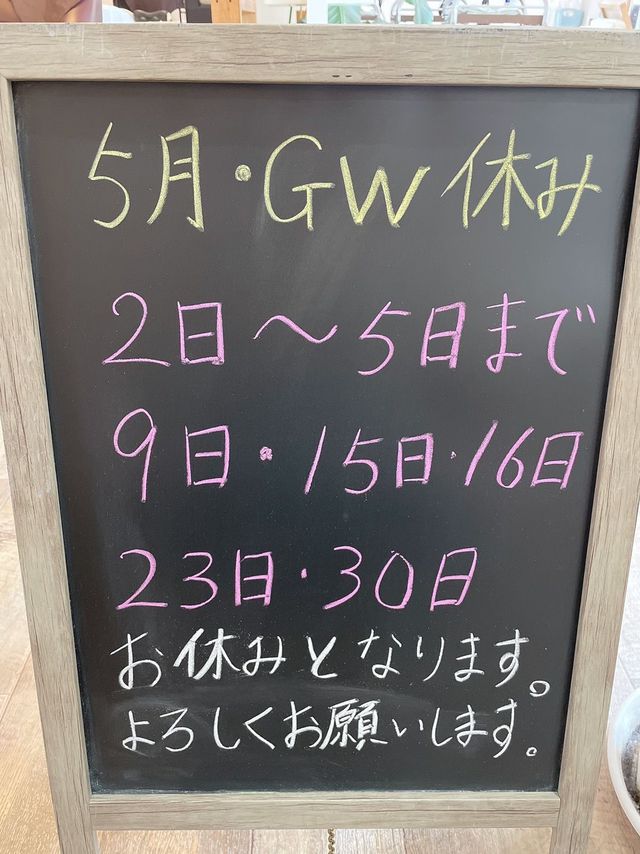 5月・GW休み
2日〜5日まで
9日・15日・16日
23日・30日
お休みとなります。
よろしくお願いします。